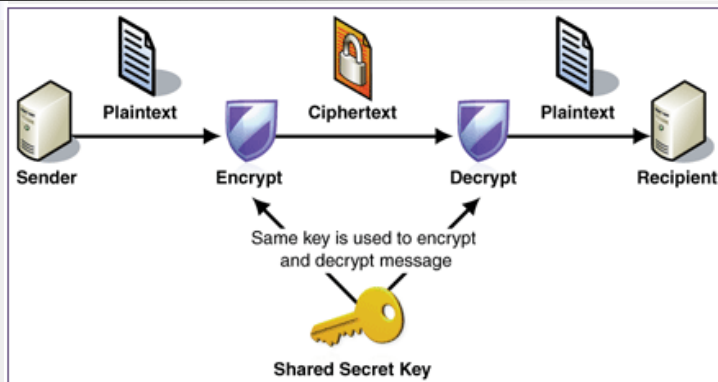 Plaintext
Ciphertext
Plaintext
Sender
Encrypt
Decrypt
Recipient
Same key is used to encrypt
and decrypt message
Shared Secret Key